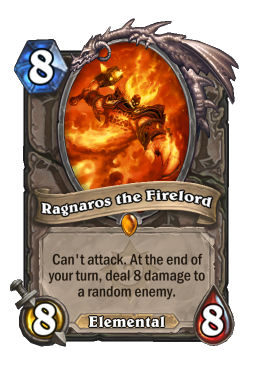 8
Ragnaros the Firelord
Can't attack. At the end of
your turn, deal 8 damage to
a random enemy.
8
Elemental
8